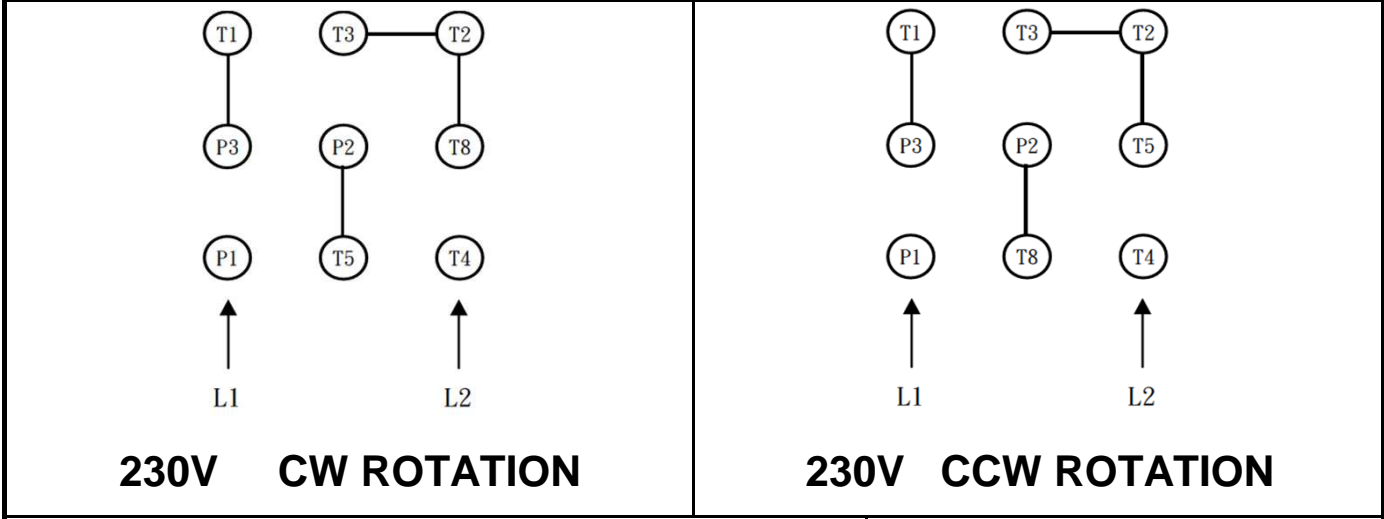 T1 T3 T2
P3 P2 T8
P1 T5 T4
L1 L2
230V CW ROTATION
T1 T3 T2
P3 P2 T5
P1 T8 T4
L1 L2
230V CCW ROTATION